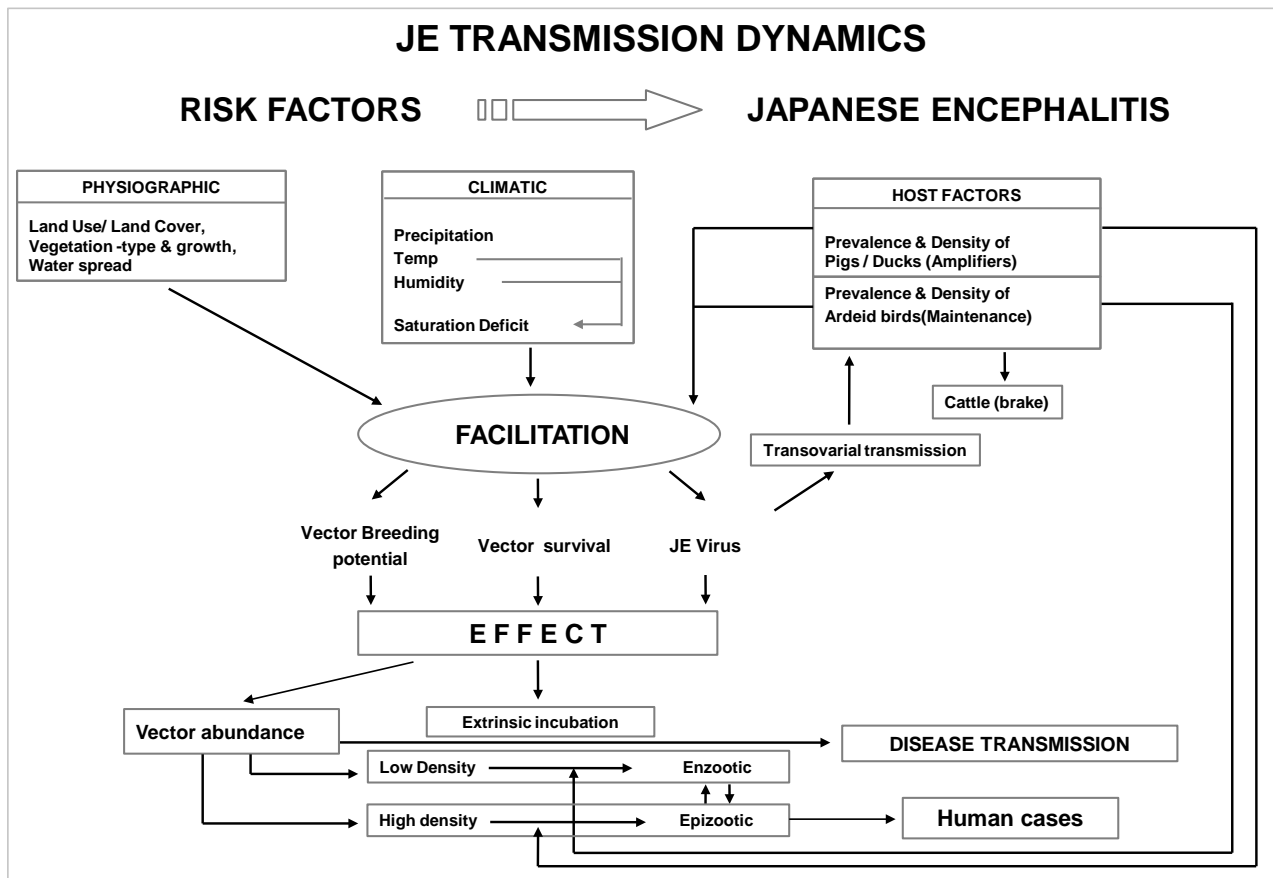 JE TRANSMISSION DYNAMICS
RISK FACTORS
JAPANESE ENCEPHALITIS
PHYSIOGRAPHIC
Land Use/ Land Cover,
Vegetation -type & growth,
Water spread
CLIMATIC
Precipitation
Temp
Humidity
Saturation Deficit
HOST FACTORS
Prevalence & Density of
Pigs / Ducks (Amplifiers)
Prevalence & Density of
Ardeid birds(Maintenance)
Cattle (brake)
FACILITATION
Transovarial transmission
Vector Breeding
potential
Vector survival
JE Virus
E F F E C T
Vector abundance
Extrinsic incubation
DISEASE TRANSMISSION
Low Density
Enzootic
High density
Epizootic
Human cases